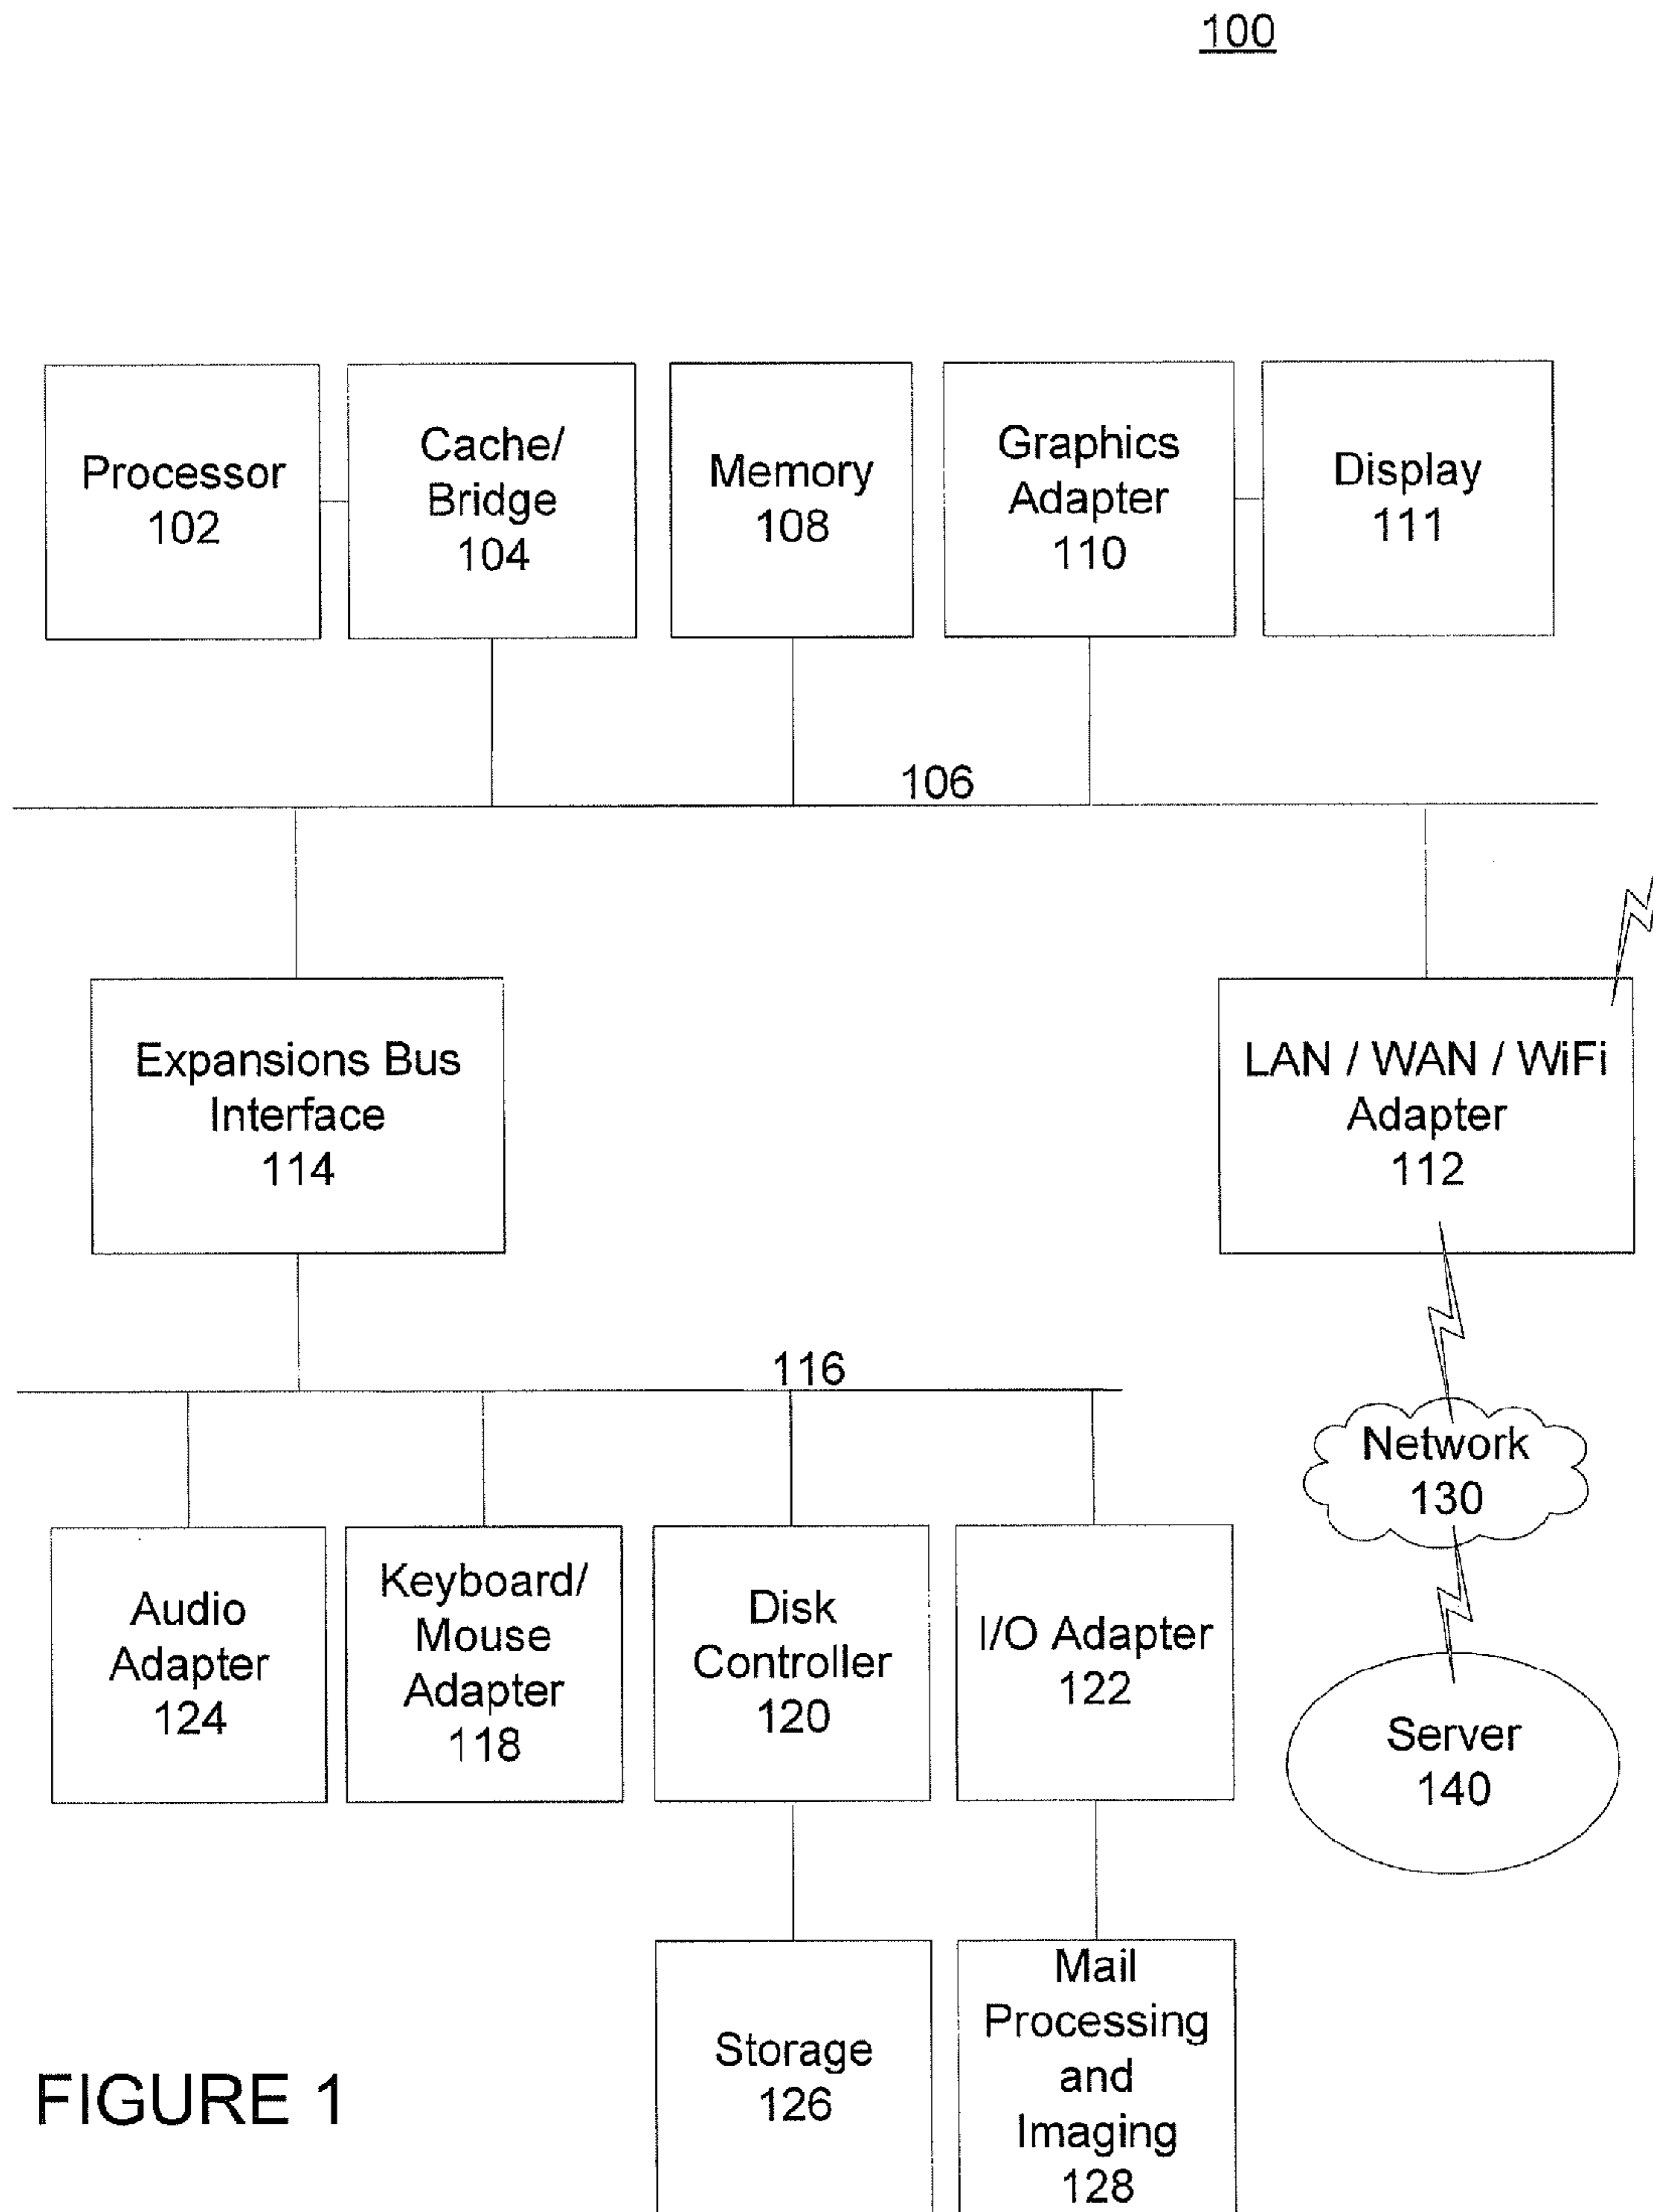 100
Processor
102
Cache/
Bridge
104
Memory
108
Graphics
Adapter
110
Display
111
106
Expansions Bus
Interface
114
LAN / WAN / WiFi
Adapter
112
116
Network
130
Audio
Adapter
124
Keyboard/
Mouse
Adapter
118
Disk
Controller
120
I/O Adapter
122
Server
140
Storage
126
Mail
Processing
and
Imaging
128
FIGURE 1